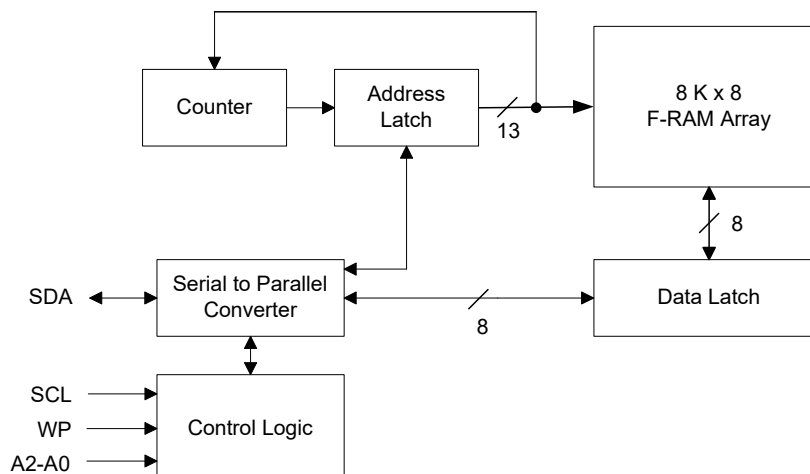 Counter
Address
Latch
13
8 K x 8
F-RAM Array
8
SDA
Serial to Parallel
Converter
8
Data Latch
SCL
WP
A2-A0
Control Logic